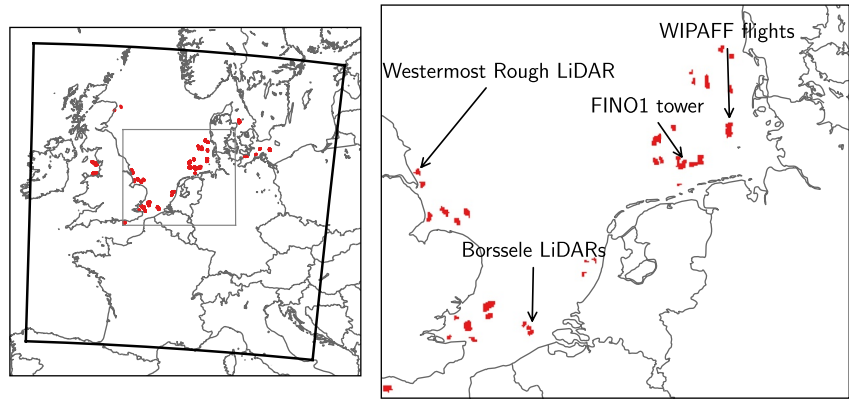 WIPAFF flights
Westermost Rough LiDAR
FINO1 tower
Borssele LiDARs